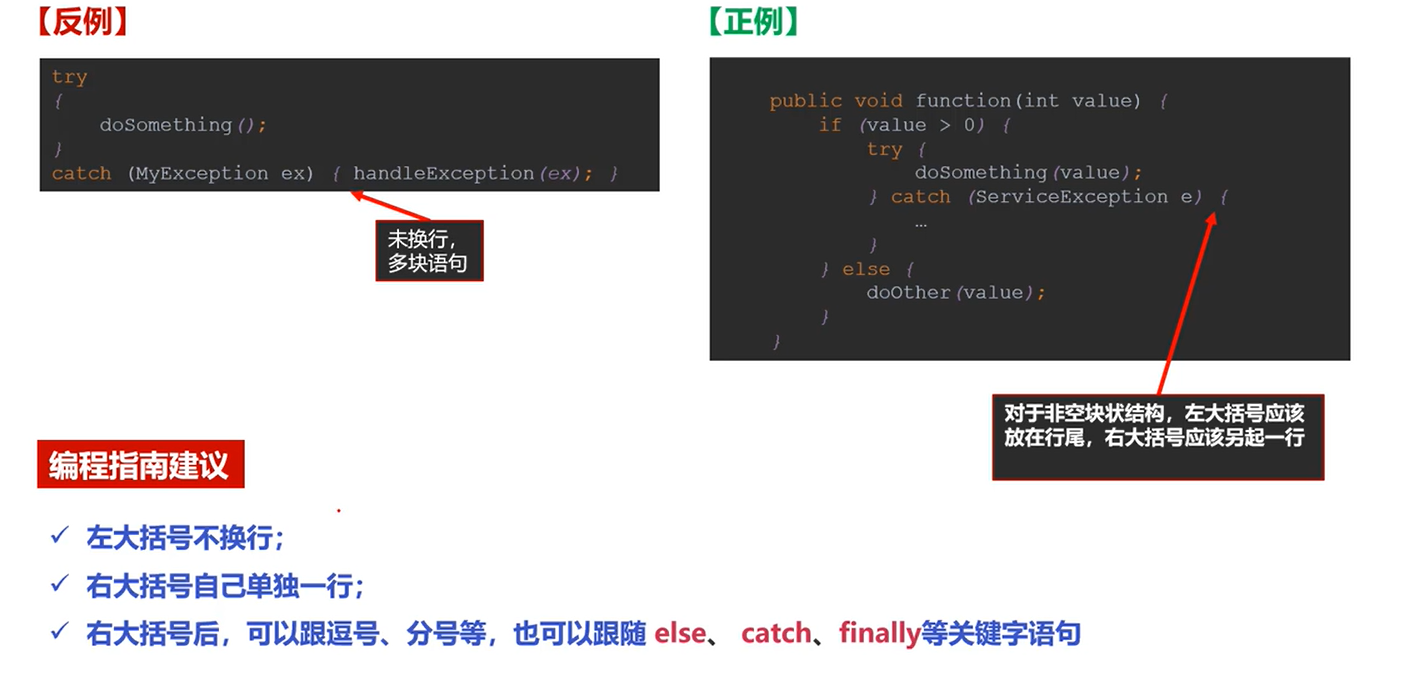 【反例】
try
{
    doSomething();
}
catch (MyException ex) { handleException(ex); }
未换行，
多块语句
【正例】
public void function(int value) {
    if (value > 0) {
        try {
            doSomething(value);
        } catch (ServiceException e) {
            …
        }
    } else {
        doOther(value);
    }
}
对于非空块状结构，左大括号应该
放在行尾，右大括号应该另起一行
编程指南建议
✓ 左大括号不换行；
✓ 右大括号自己单独一行；
✓ 右大括号后，可以跟逗号、分号等，也可以跟随 else、 catch、finally等关键字语句